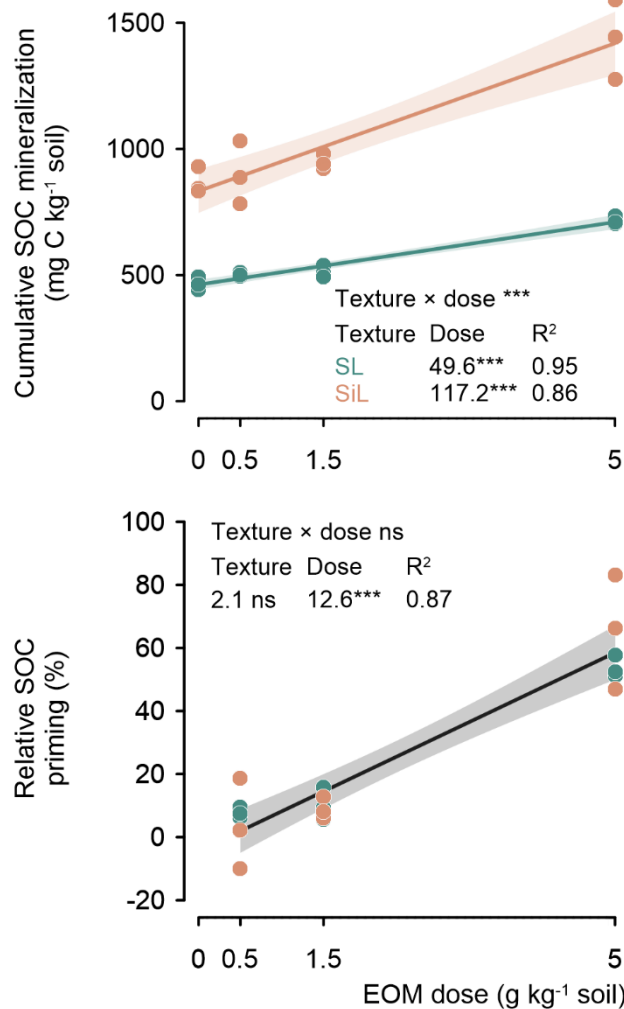 Cumulative SOC mineralization
(mg C kg⁻¹ soil)
1500
1000
500
0
Texture × dose ***
Texture Dose R²
SL 49.6*** 0.95
SiL 117.2*** 0.86
0 0.5 1.5 5
Relative SOC
priming (%)
100
80
60
40
20
0
-20
Texture × dose ns
Texture Dose R²
2.1 ns 12.6*** 0.87
0 0.5 1.5 5
EOM dose (g kg⁻¹ soil)